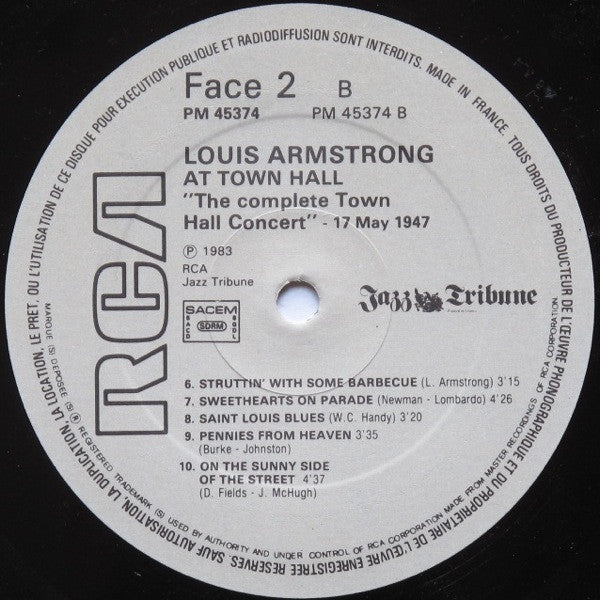 Face 2 B
PM 45374 PM 45374 B
LOUIS ARMSTRONG
AT TOWN HALL
"The complete Town
Hall Concert" - 17 May 1947
Ⓟ 1983
RCA
Jazz Tribune
SACEM
SACD SDRM SGDL
Jazz Tribune
RCA
6. STRUTTIN' WITH SOME BARBECUE (L. Armstrong) 3'15
7. SWEETHEARTS ON PARADE (Newman - Lombardo) 4'26
8. SAINT LOUIS BLUES (W.C. Handy) 3'20
9. PENNIES FROM HEAVEN 3'35
(Burke - Johnston)
10. ON THE SUNNY SIDE
OF THE STREET 4'37
(D. Fields - J. McHugh)
MADE IN FRANCE. TOUS DROITS DU PRODUCTEUR DE L'ŒUVRE PHONOGRAPHIQUE ET DU PROPRIETAIRE DE L'ŒUVRE ENREGISTREE RESERVES. SAUF AUTORISATION, LA DUPLICATION, LA LOCATION, LE PRET, OU L'UTILISATION DE CE DISQUE POUR EXECUTION PUBLIQUE ET RADIODIFFUSION SONT INTERDITS.
MARQUE (S) DEPOSEE (S) ® REGISTERED TRADEMARK (S) USED BY AUTHORITY AND UNDER CONTROL OF RCA CORPORATION MADE FROM MASTER RECORDINGS OF RCA CORPORATION